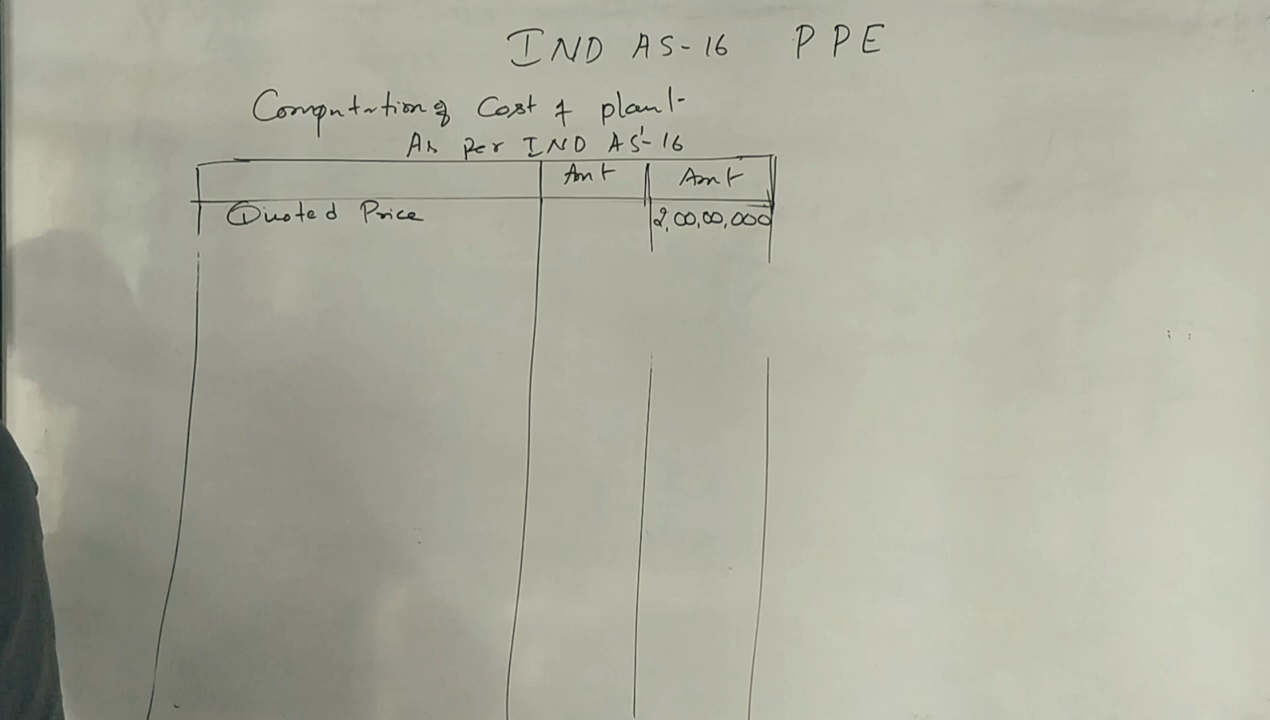 IND AS-16 PPE
Computation of Cost of plant
As Per IND AS-16
Amt Amt
Quoted Price 2,00,00,000